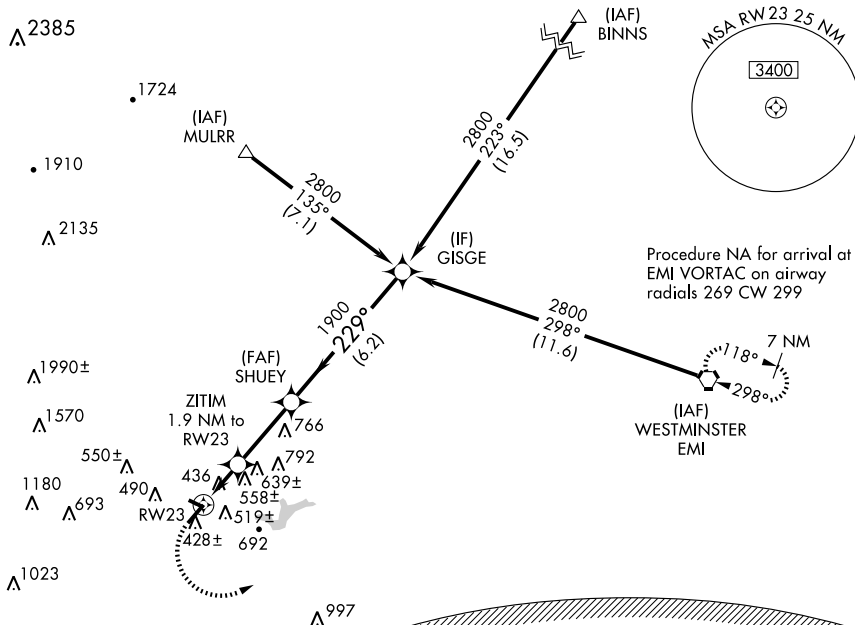 2385
(IAF)
BINNS
MSA RW23 25 NM
3400
1724
(IAF)
MULRR
1910
2800
135°
(7.1)
2800
223°
(16.5)
2135
(IF)
GISGE
Procedure NA for arrival at
EMI VORTAC on airway
radials 269 CW 299
1900
229°
(6.2)
2800
298°
(11.6)
7 NM
118°
298°
(IAF)
WESTMINSTER
EMI
(FAF)
SHUEY
1990±
ZITIM
1.9 NM to
RW23
1570
766
550±
792
436
639±
558±
1180
693
490
RW23
519±
428±
692
1023
997